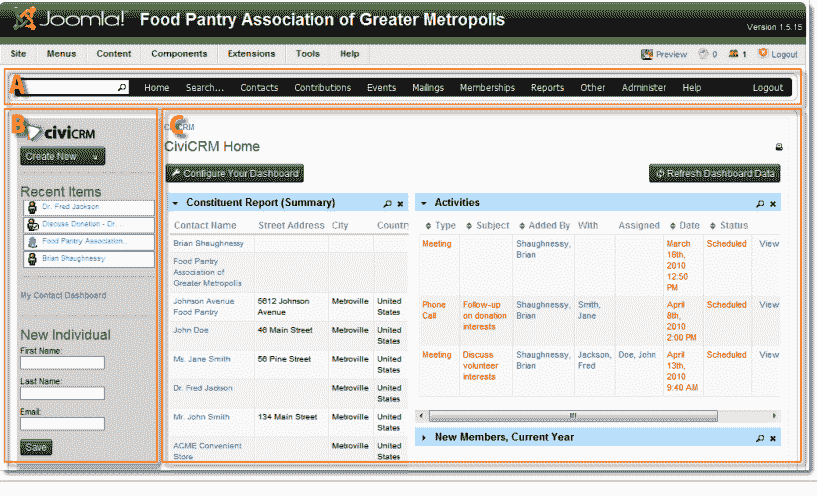 Joomla! Food Pantry Association of Greater Metropolis
Version 1.5.15
Site Menus Content Components Extensions Tools Help
Preview 0 1 Logout
A
Home Search... Contacts Contributions Events Mailings Memberships Reports Other Administer Help Logout
B
CiviCRM
Create New
Recent Items
Dr. Fred Jackson
Discuss Donation - Dr....
Food Pantry Association...
Brian Shaughnessy
My Contact Dashboard
New Individual
First Name:
Last Name:
Email:
Save
C
CiviCRM
CiviCRM Home
Configure Your Dashboard
Refresh Dashboard Data
Constituent Report (Summary)
Contact Name Street Address City Country
Brian Shaughnessy
Food Pantry
Association of
Greater Metropolis
Johnson Avenue
Food Pantry
5612 Johnson
Avenue
Metroville
United
States
John Doe
46 Main Street
Metroville
United
States
Ms. Jane Smith
56 Pine Street
Metroville
United
States
Dr. Fred Jackson
Metroville
United
States
Mr. John Smith
134 Main Street
Metroville
United
States
ACME Convenient
Store
Metroville
United
States
Activities
Type Subject Added By With Assigned Date Status
Meeting
Shaughnessy,
Brian
March
16th,
2010
12:50
PM
Scheduled
View
Phone
Call
Follow-up
on donation
interests
Shaughnessy,
Brian
Smith,
Jane
April
8th,
2010
2:00 PM
Scheduled
View
Meeting
Discuss
volunteer
interests
Shaughnessy,
Brian
Jackson,
Fred
Doe, John
April
13th,
2010
9:40 AM
Scheduled
View
New Members, Current Year